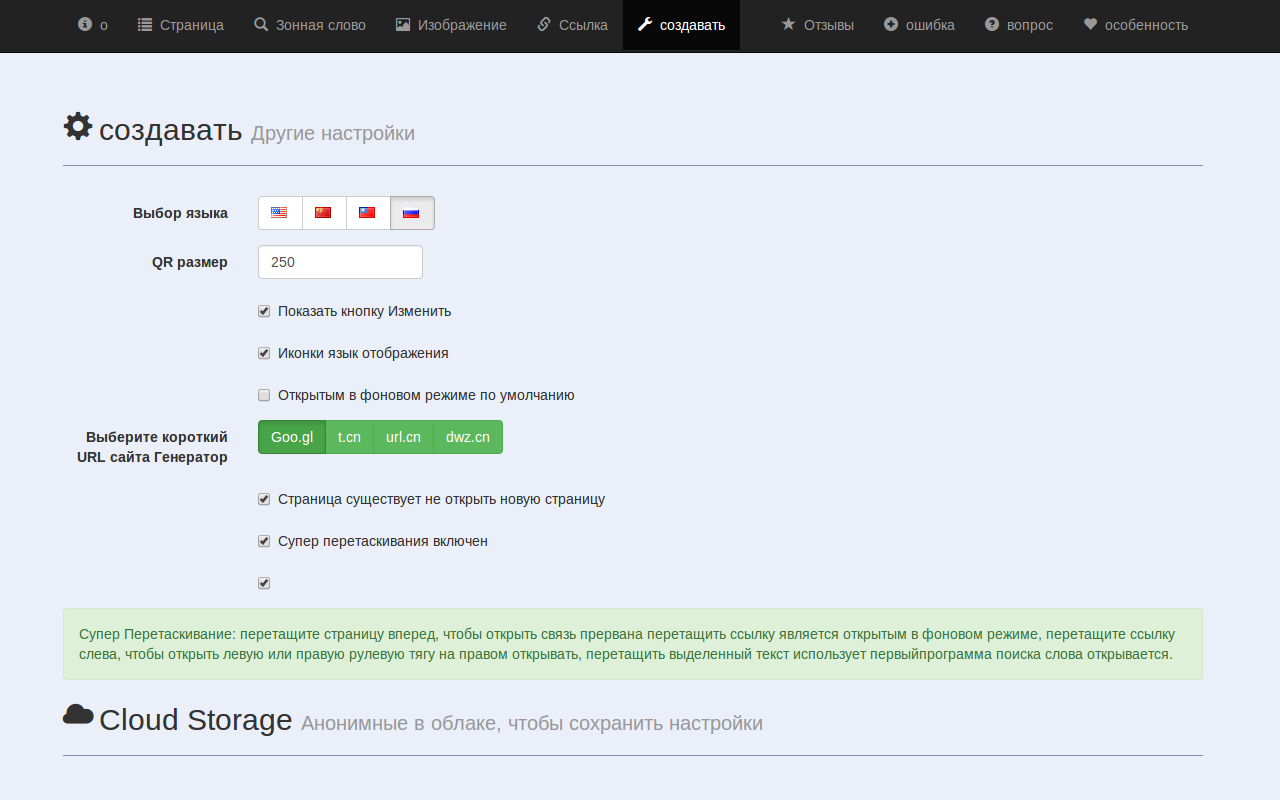 о
Страница
Зонная слово
Изображение
Ссылка
создавать
Отзывы
ошибка
вопрос
особенность
создавать Другие настройки
Выбор языка
QR размер
250
Показать кнопку Изменить
Иконки язык отображения
Открытым в фоновом режиме по умолчанию
Выберите короткий
URL сайта Генератор
Goo.gl
t.cn
url.cn
dwz.cn
Страница существует не открыть новую страницу
Супер перетаскивания включен
Супер Перетаскивание: перетащите страницу вперед, чтобы открыть связь прервана перетащить ссылку является открытым в фоновом режиме, перетащите ссылку
слева, чтобы открыть левую или правую рулевую тягу на правом открывать, перетащить выделенный текст использует первыйпрограмма поиска слова открывается.
Cloud Storage Анонимные в облаке, чтобы сохранить настройки